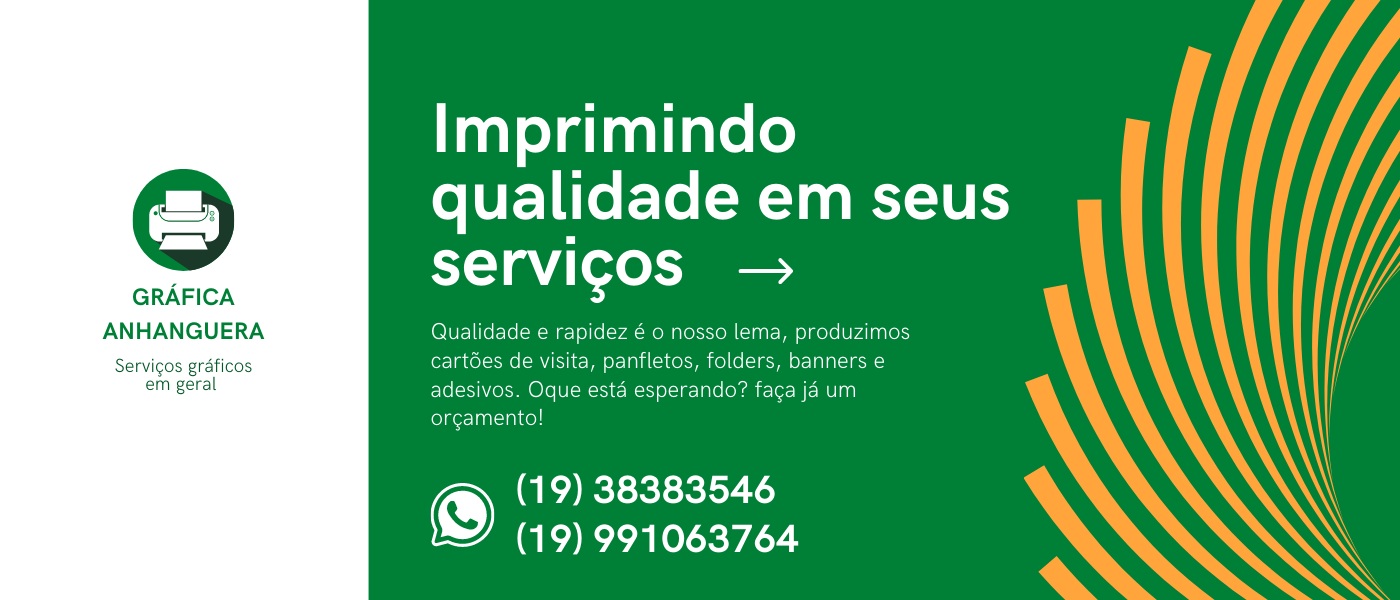 GRÁFICA
ANHANGUERA
Serviços gráficos
em geral
Imprimindo
qualidade em seus
serviços
Qualidade e rapidez é o nosso lema, produzimos
cartões de visita, panfletos, folders, banners e
adesivos. Oque está esperando? faça já um
orçamento!
(19) 38383546
(19) 991063764